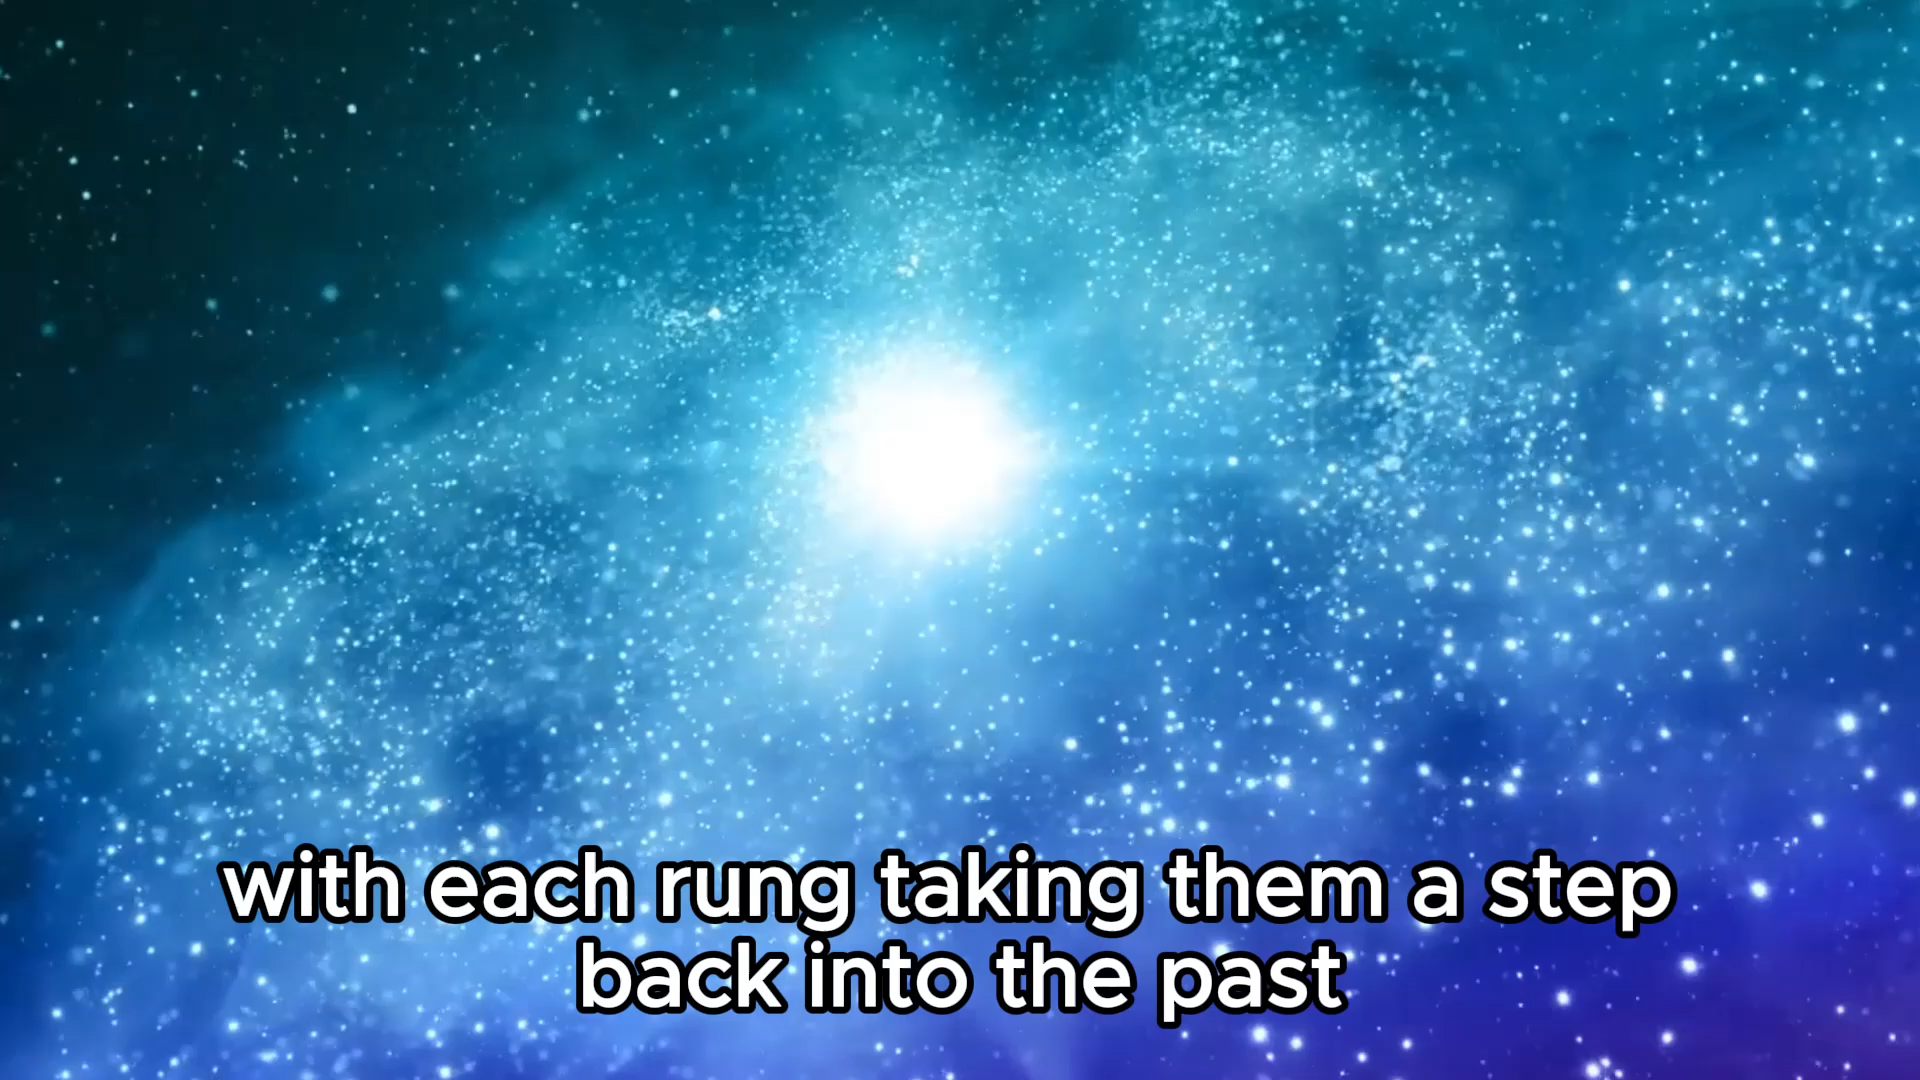 with each rung taking them a step
back into the past